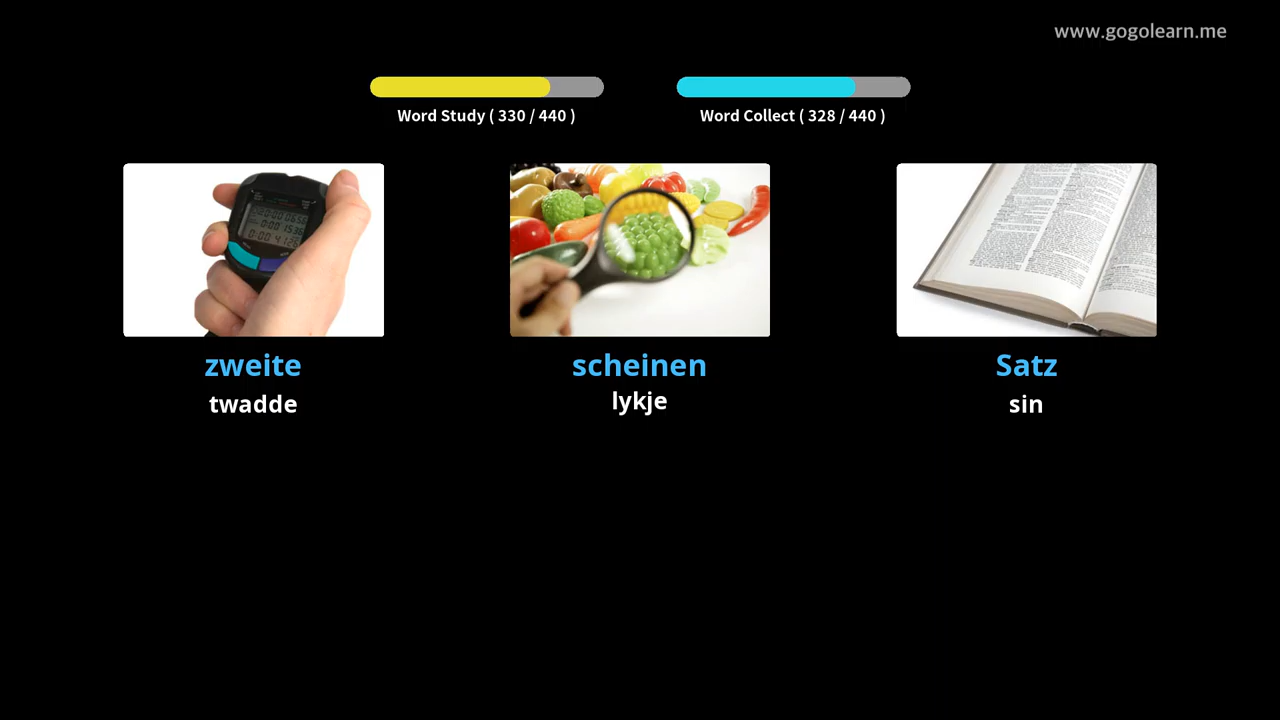 www.gogolearn.me
Word Study ( 330 / 440 )
Word Collect ( 328 / 440 )
zweite
twadde
scheinen
lykje
Satz
sin